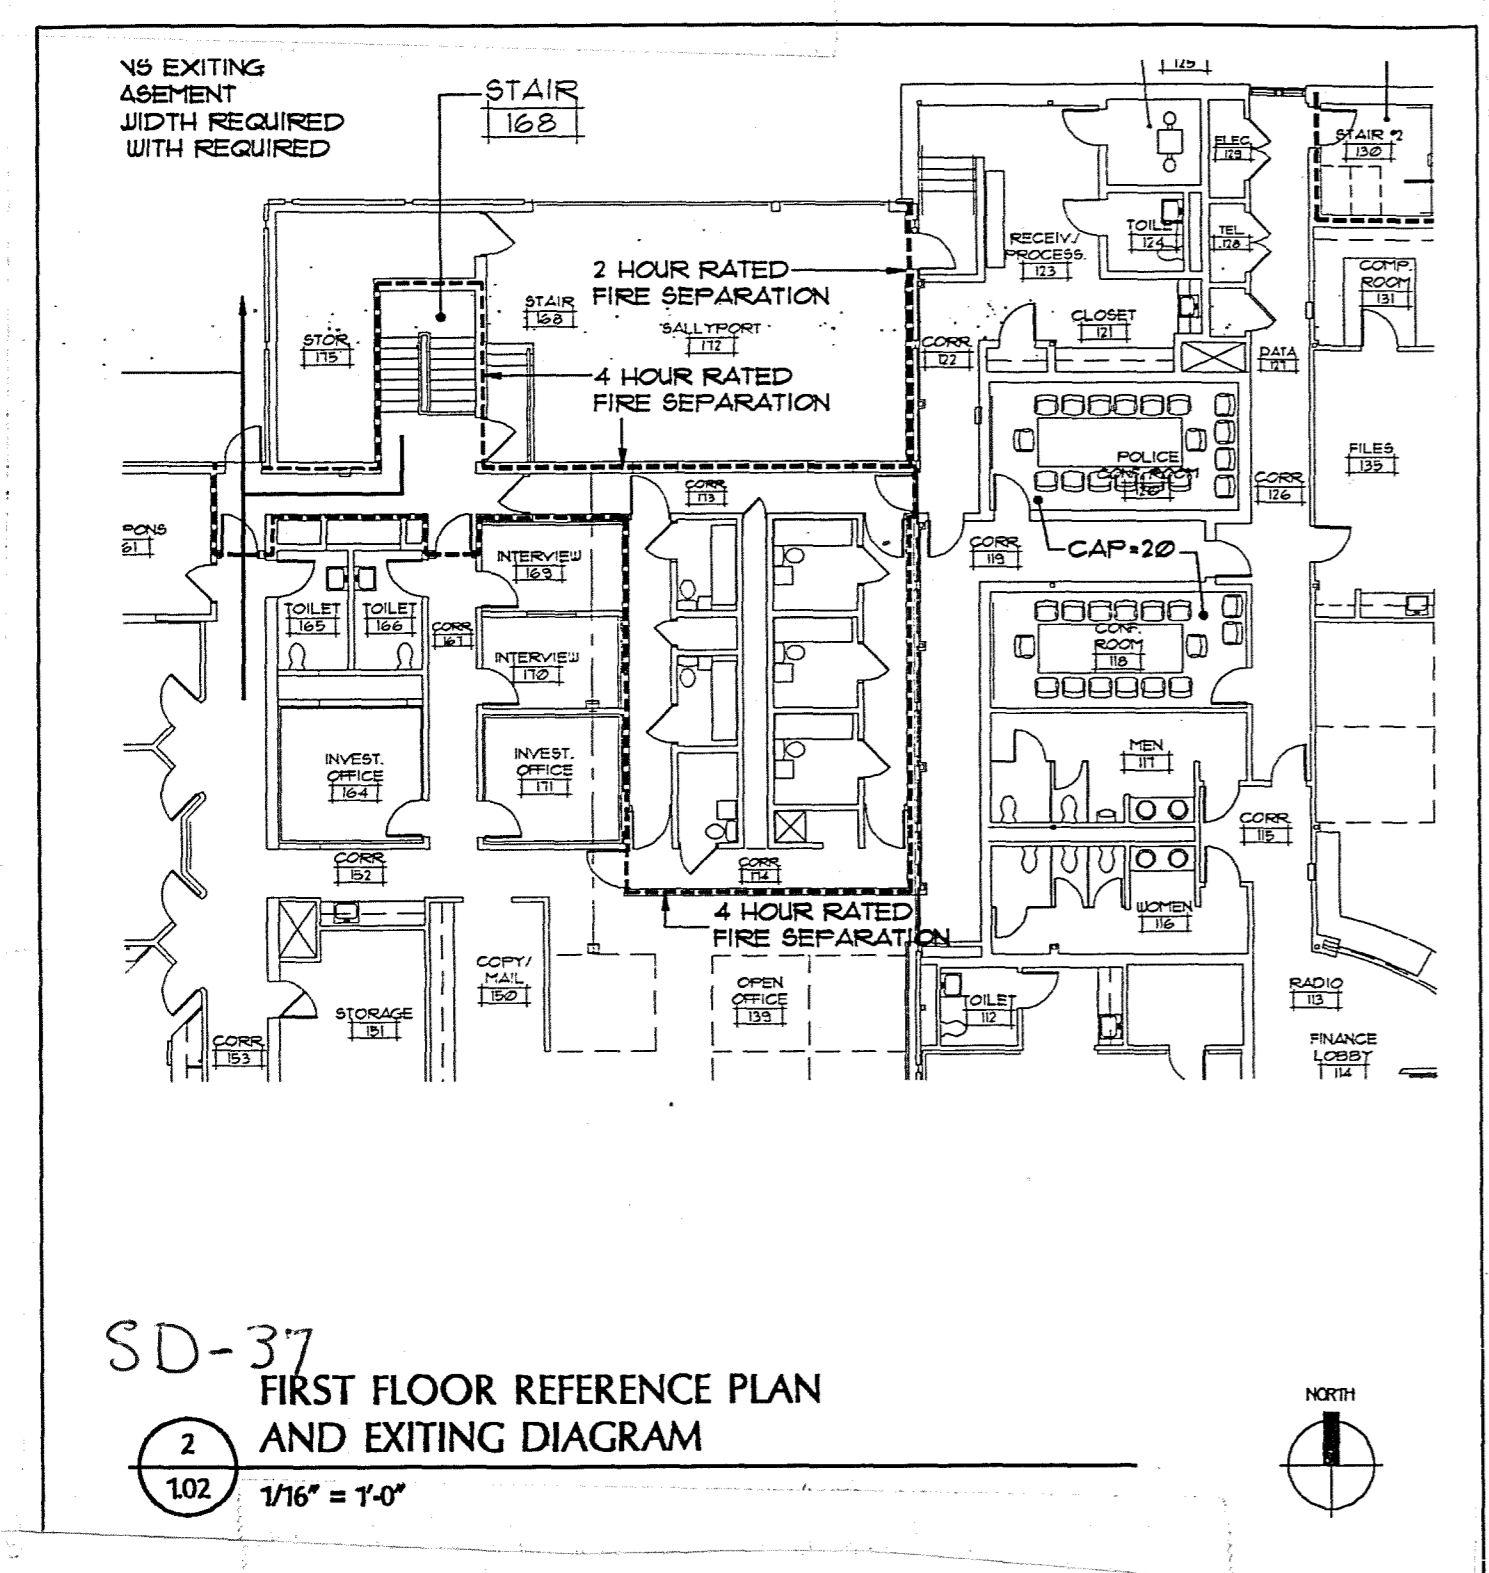 NS EXITING
ASEMENT
WIDTH REQUIRED
WITH REQUIRED
STAIR
168
125
ELEC.
129
STAIR #2
130
TOILET
124
TEL.
128
RECEIV./
PROCESS.
123
COMP.
ROOM
131
2 HOUR RATED
FIRE SEPARATION
STAIR
168
SALLYPORT
172
STOR.
175
CLOSET
121
CORR.
122
DATA
127
4 HOUR RATED
FIRE SEPARATION
POLICE
CONF. ROOM
120
FILES
135
CORR.
173
CORR.
126
PONS
61
INTERVIEW
169
CORR.
119
CAP=20
TOILET
165
TOILET
166
CORR.
167
INTERVIEW
170
CONF.
ROOM
118
INVEST.
OFFICE
164
INVEST.
OFFICE
171
MEN
117
CORR.
115
CORR.
152
CORR.
174
4 HOUR RATED
FIRE SEPARATION
WOMEN
116
COPY/
MAIL
150
OPEN
OFFICE
139
STORAGE
151
TOILET
112
RADIO
113
CORR.
153
FINANCE
LOBBY
114
SD-37
FIRST FLOOR REFERENCE PLAN
AND EXITING DIAGRAM
2
1.02
1/16" = 1'-0"
NORTH